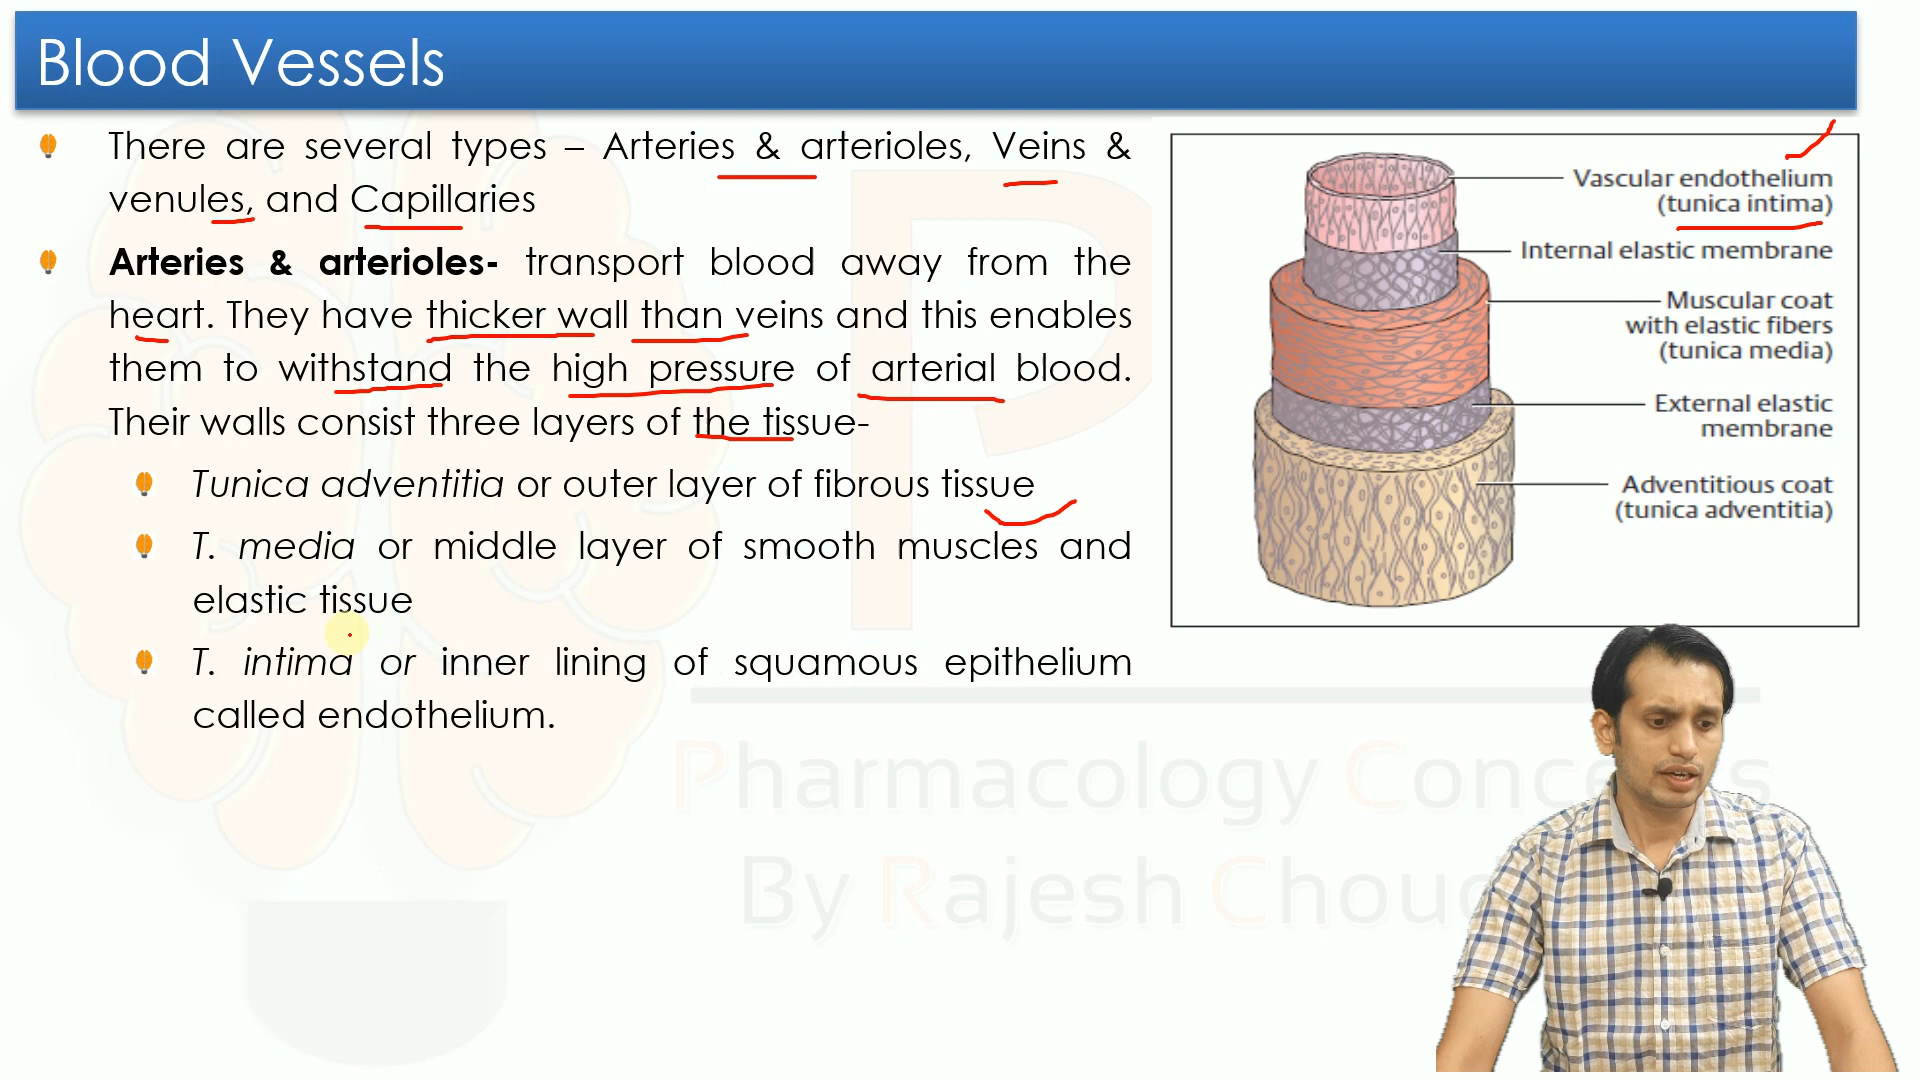 Blood Vessels
There are several types – Arteries & arterioles, Veins &
venules, and Capillaries
Arteries & arterioles- transport blood away from the
heart. They have thicker wall than veins and this enables
them to withstand the high pressure of arterial blood.
Their walls consist three layers of the tissue-
Tunica adventitia or outer layer of fibrous tissue
T. media or middle layer of smooth muscles and
elastic tissue
T. intima or inner lining of squamous epithelium
called endothelium.
Vascular endothelium
(tunica intima)
Internal elastic membrane
Muscular coat
with elastic fibers
(tunica media)
External elastic
membrane
Adventitious coat
(tunica adventitia)
Pharmacology
By Rajesh